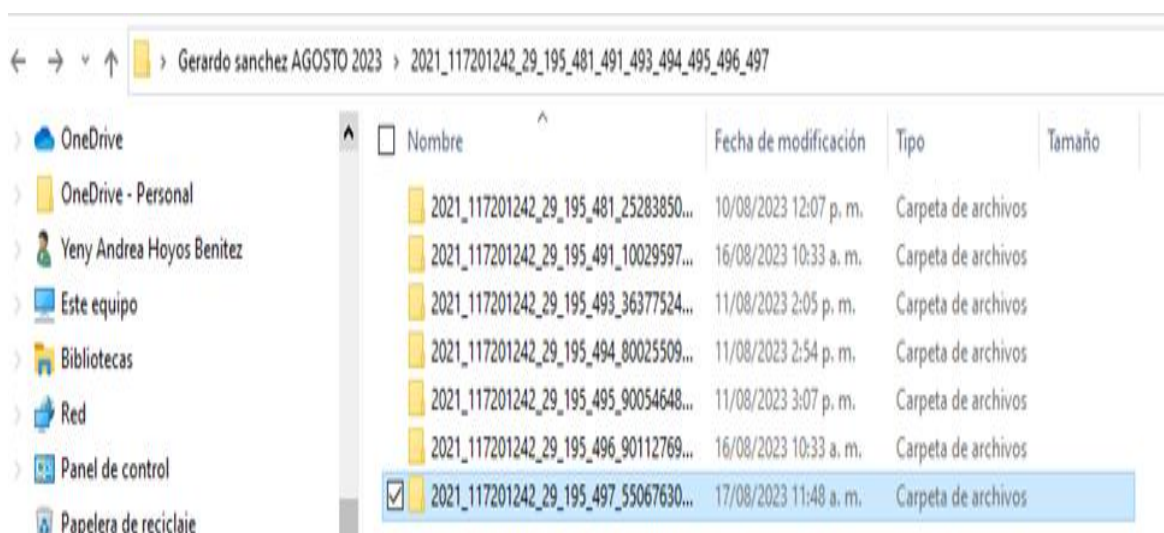 Gerardo sanchez AGOSTO 2023 > 2021_117201242_29_195_481_491_493_494_495_496_497
OneDrive
OneDrive - Personal
Yeny Andrea Hoyos Benitez
Este equipo
Bibliotecas
Red
Panel de control
Papelera de reciclaje
Nombre Fecha de modificación Tipo Tamaño
2021_117201242_29_195_481_25283850... 10/08/2023 12:07 p. m. Carpeta de archivos
2021_117201242_29_195_491_10029597... 16/08/2023 10:33 a. m. Carpeta de archivos
2021_117201242_29_195_493_36377524... 11/08/2023 2:05 p. m. Carpeta de archivos
2021_117201242_29_195_494_80025509... 11/08/2023 2:54 p. m. Carpeta de archivos
2021_117201242_29_195_495_90054648... 11/08/2023 3:07 p. m. Carpeta de archivos
2021_117201242_29_195_496_90112769... 16/08/2023 10:33 a. m. Carpeta de archivos
2021_117201242_29_195_497_55067630... 17/08/2023 11:48 a. m. Carpeta de archivos